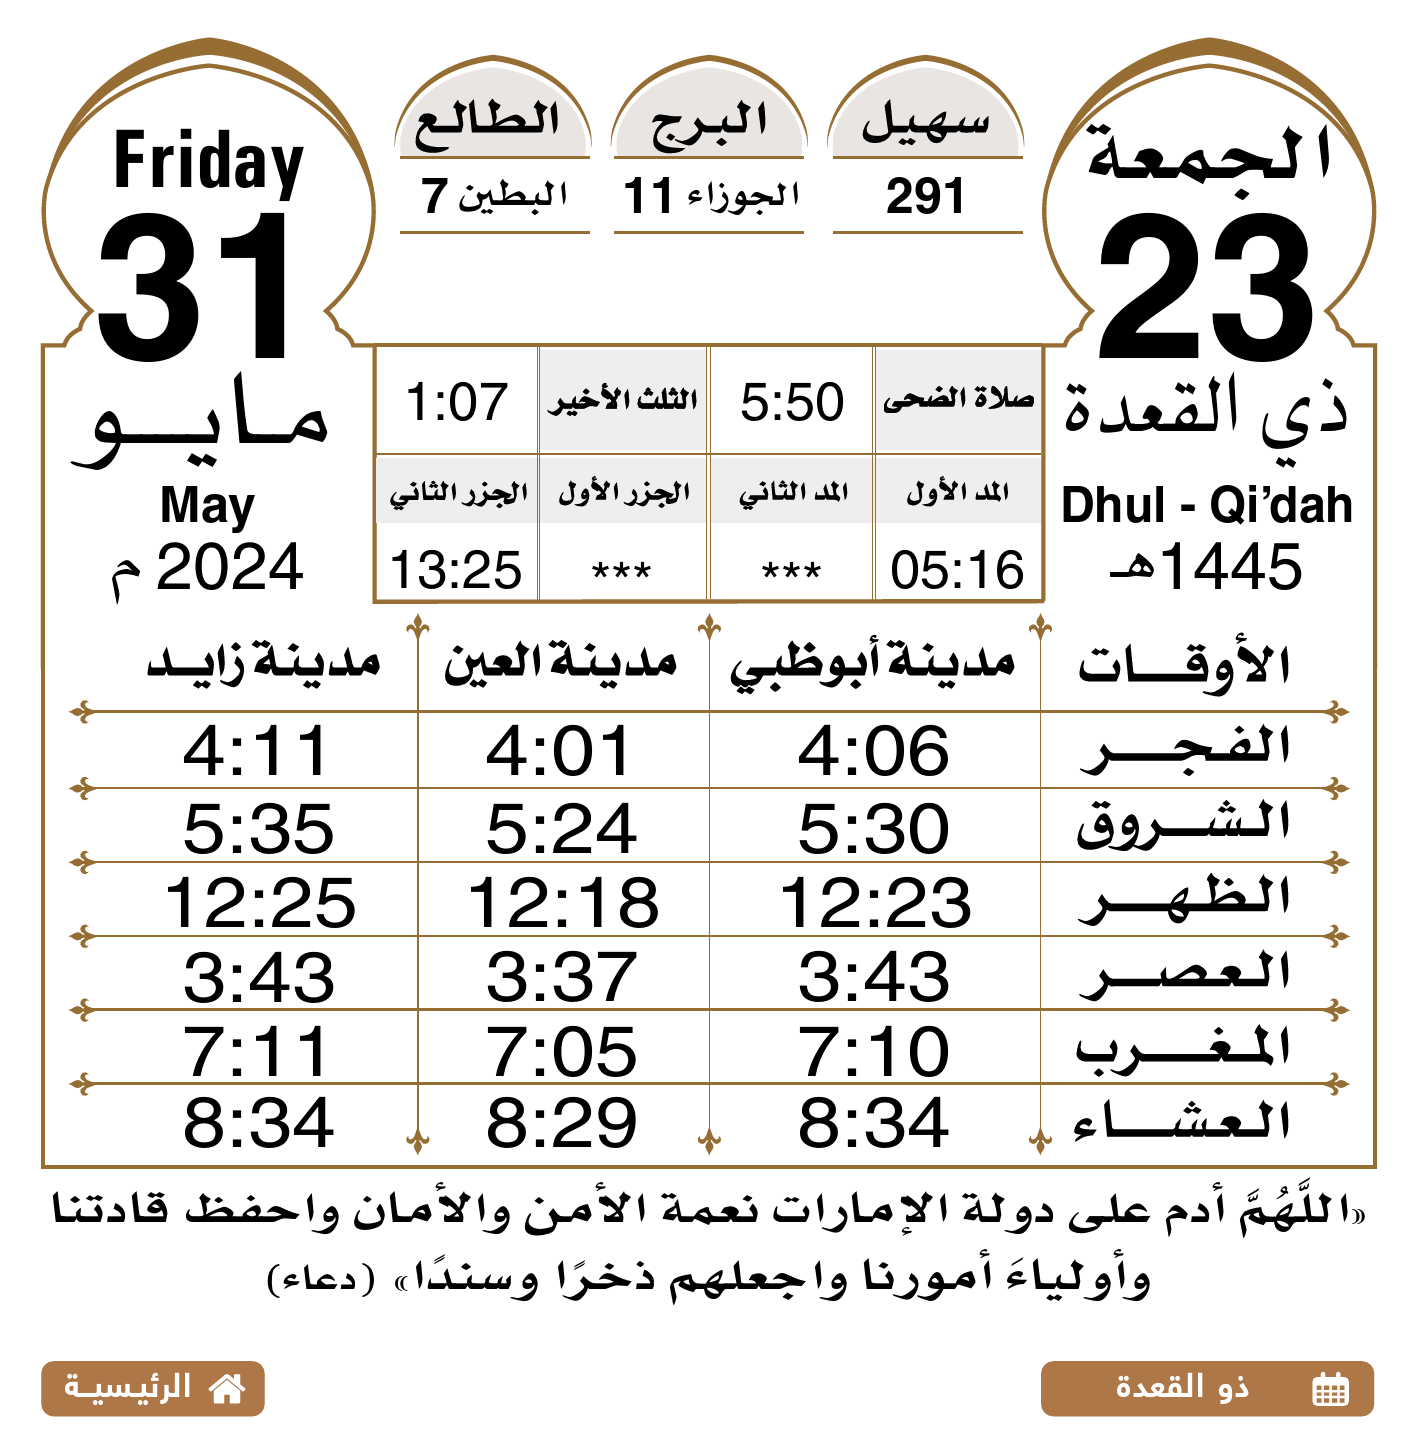 الجمعة
23
ذي القعدة
Dhul - Qi’dah
1445هـ
سهيل
291
البرج
الجوزاء 11
الطالع
البطين 7
Friday
31
مايـــو
May
2024 م
صلاة الضحى 5:50 الثلث الأخير 1:07
المد الأول المد الثاني الجزر الأول الجزر الثاني
05:16 *** *** 13:25
الأوقـــات مدينة أبوظبي مدينة العين مدينة زايــد
الفجـــر 4:06 4:01 4:11
الشـــروق 5:30 5:24 5:35
الظهـــر 12:23 12:18 12:25
العصـــر 3:43 3:37 3:43
المغـــرب 7:10 7:05 7:11
العشـــاء 8:34 8:29 8:34
«اللَّهُمَّ أدم على دولة الإمارات نعمة الأمن والأمان واحفظ قادتنا
وأولياءَ أمورنا واجعلهم ذخرًا وسندًا» (دعاء)
ذو القعدة
الرئيسيـة